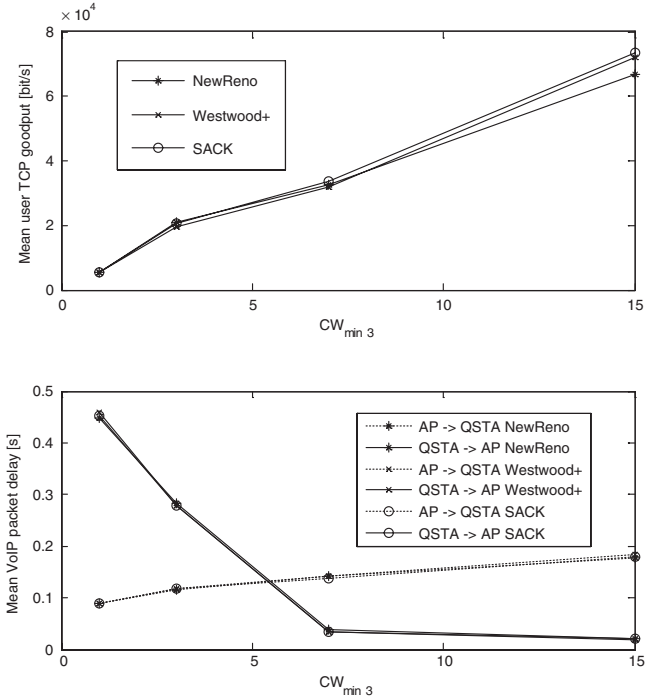 × 10^4
8
6
4
2
0
Mean user TCP goodput [bit/s]
NewReno
Westwood+
SACK
0
5
10
15
CW_min 3
0.5
0.4
0.3
0.2
0.1
0
Mean VoIP packet delay [s]
AP -> QSTA NewReno
QSTA -> AP NewReno
AP -> QSTA Westwood+
QSTA -> AP Westwood+
AP -> QSTA SACK
QSTA -> AP SACK
0
5
10
15
CW_min 3